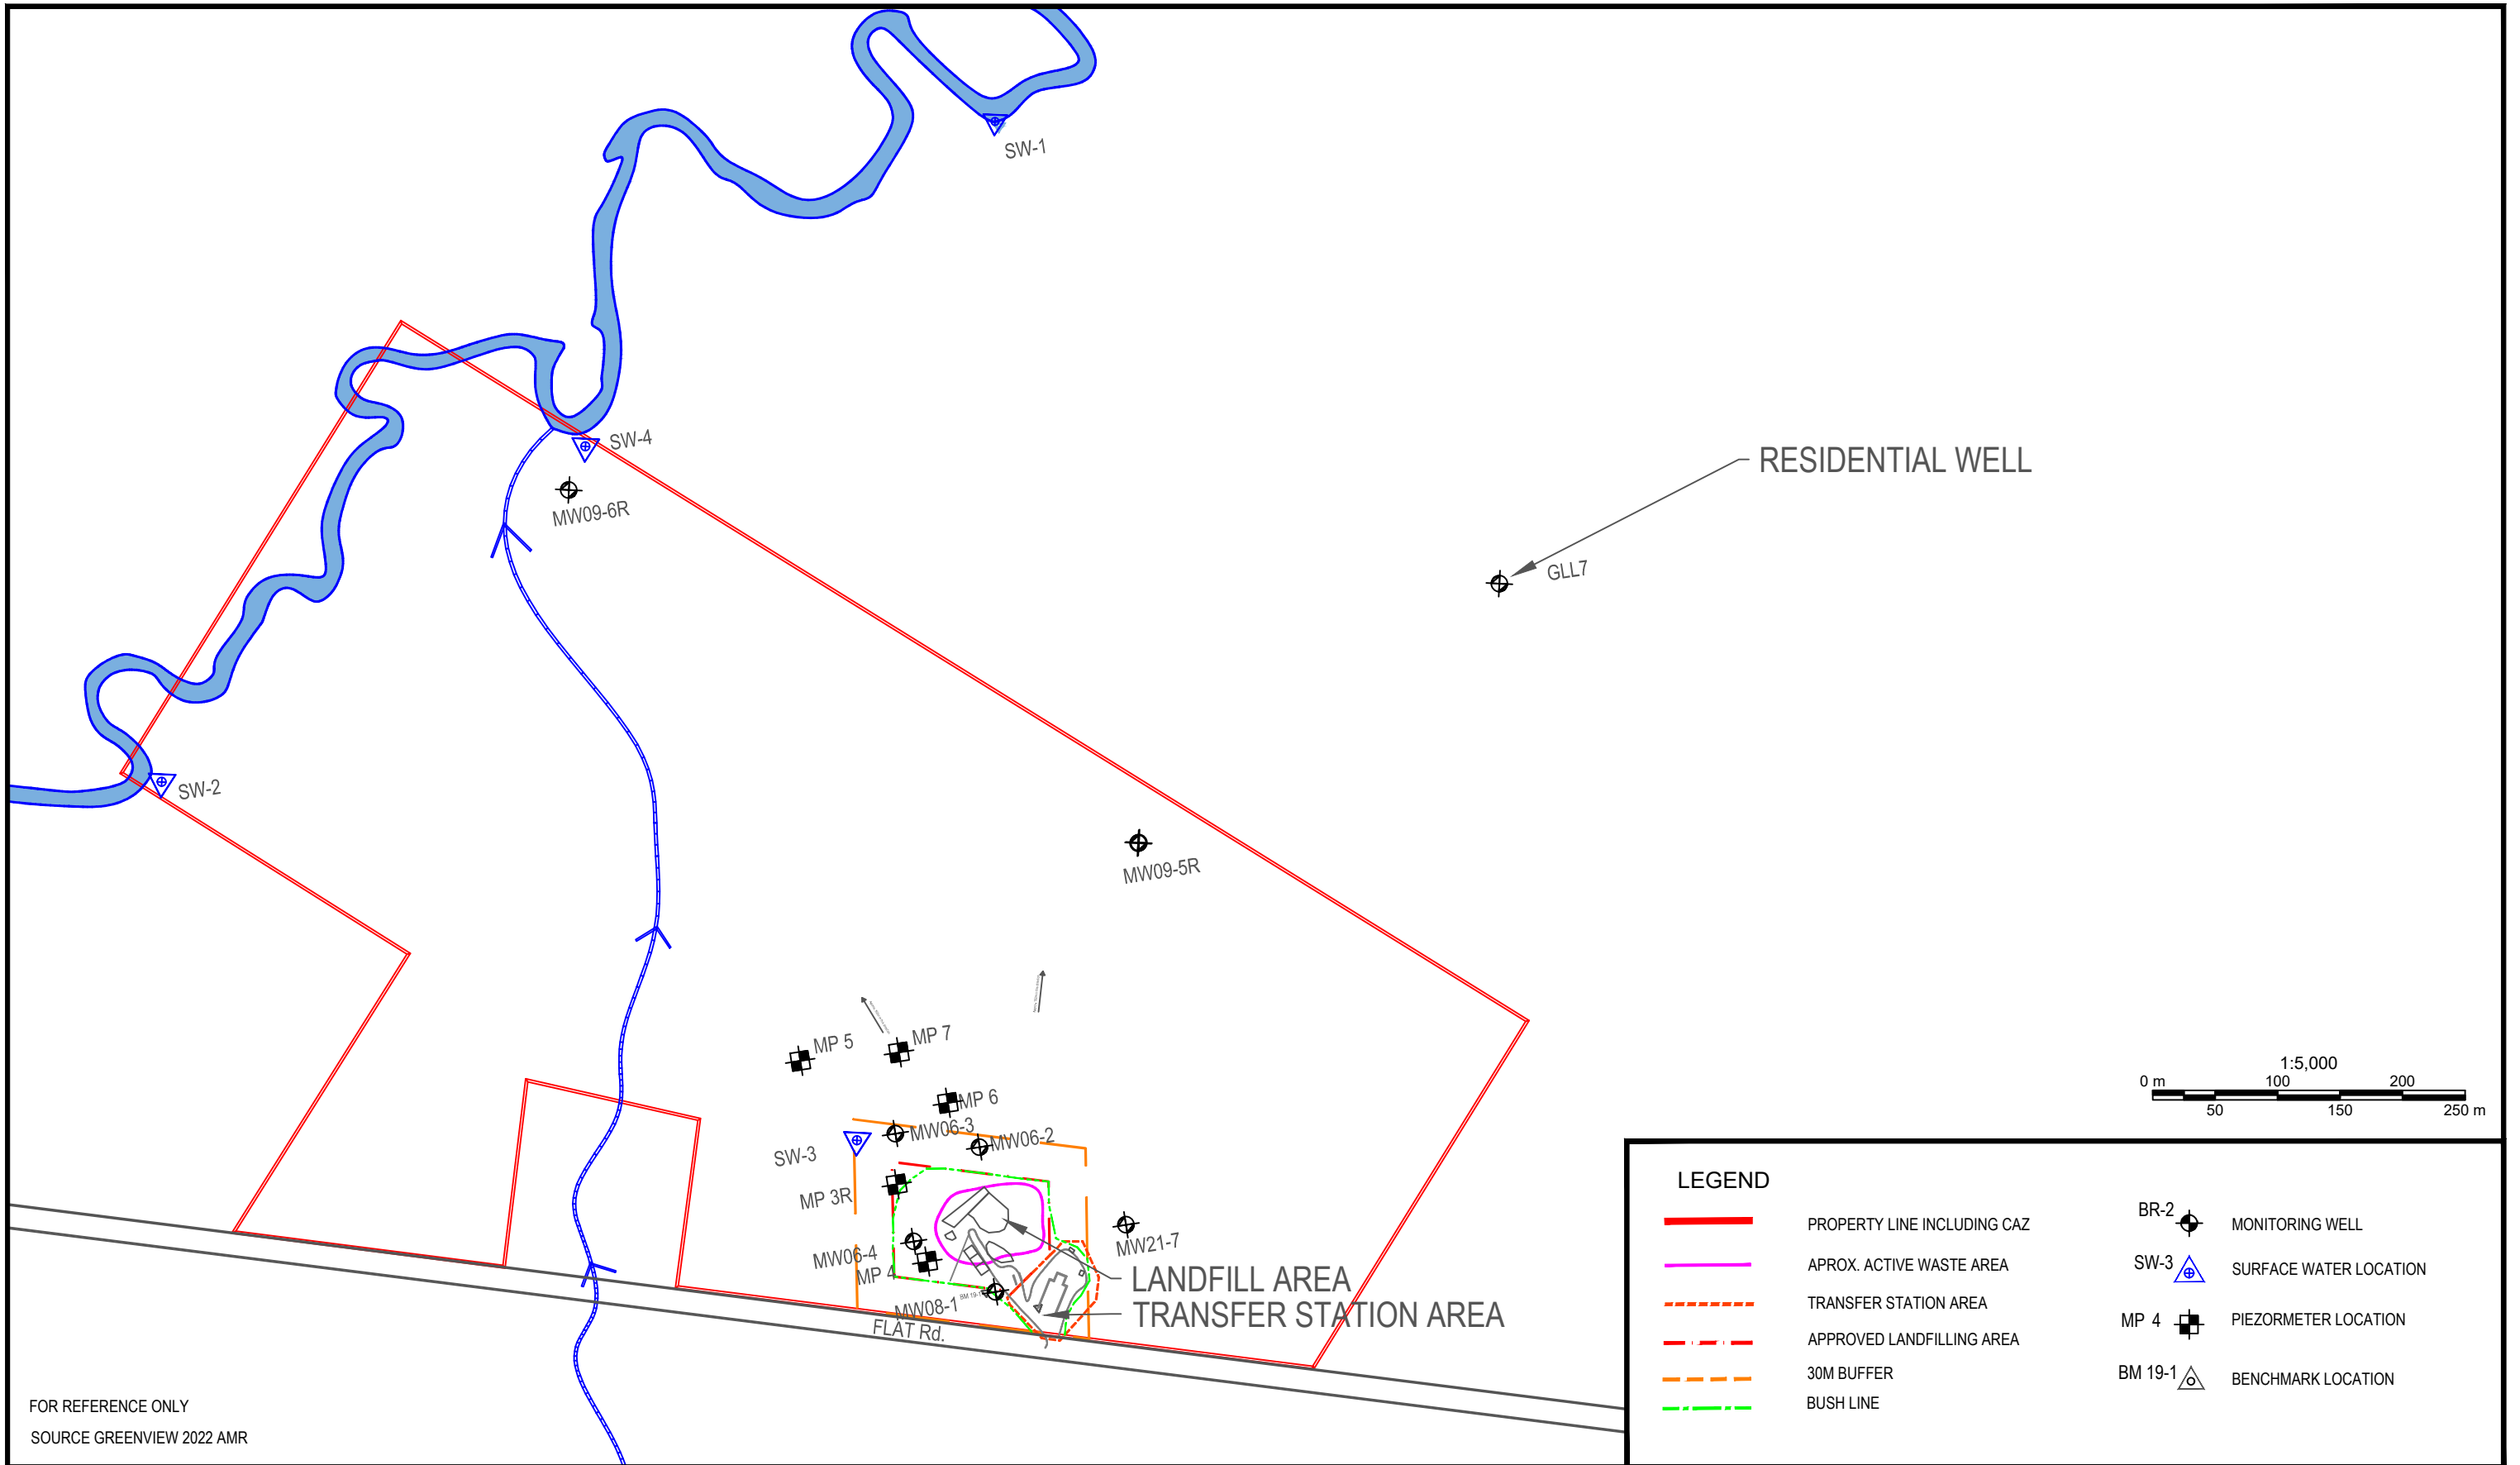 SW-1
SW-4
MW09-6R
RESIDENTIAL WELL
GLL7
SW-2
MW09-5R
MP 5
MP 7
MP 6
MW06-3
MW06-2
SW-3
MP 3R
MW06-4
MP 4
MW21-7
MW08-1
BM 19-1
LANDFILL AREA
TRANSFER STATION AREA
FLAT Rd.
1:5,000
0 m 100 200
50 150 250 m
LEGEND
PROPERTY LINE INCLUDING CAZ
APROX. ACTIVE WASTE AREA
TRANSFER STATION AREA
APPROVED LANDFILLING AREA
30M BUFFER
BUSH LINE
BR-2 MONITORING WELL
SW-3 SURFACE WATER LOCATION
MP 4 PIEZORMETER LOCATION
BM 19-1 BENCHMARK LOCATION
FOR REFERENCE ONLY
SOURCE GREENVIEW 2022 AMR